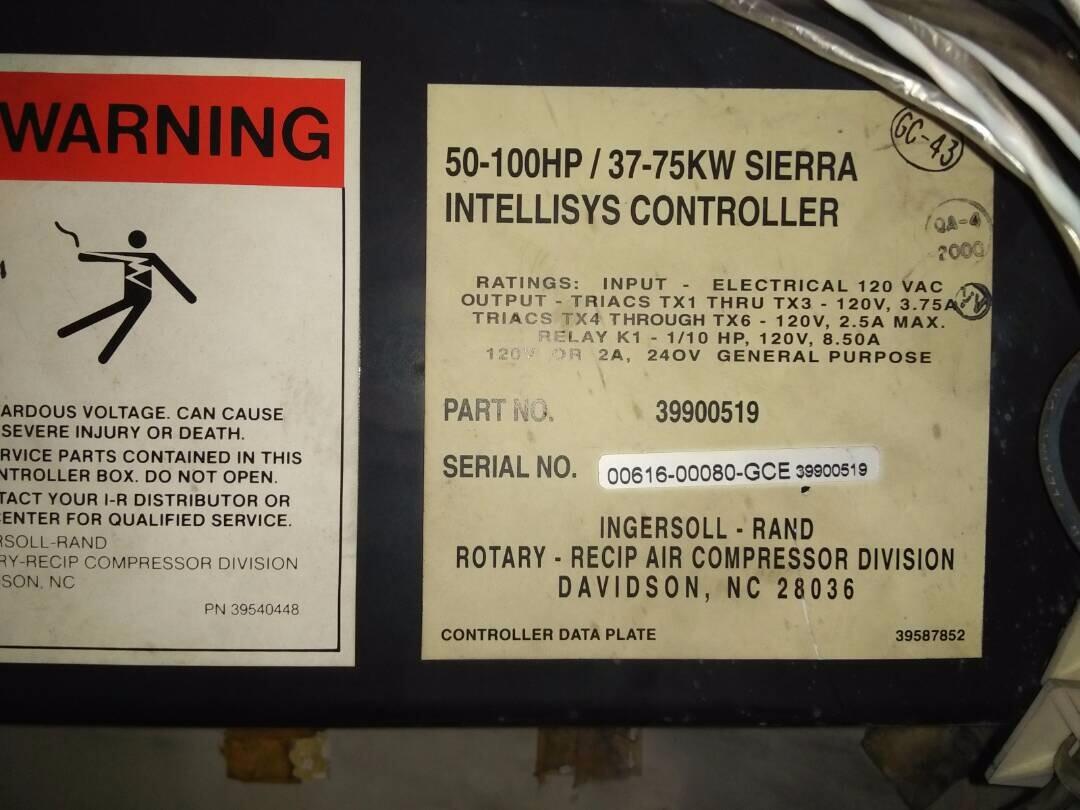 WARNING
ARDOUS VOLTAGE. CAN CAUSE
SEVERE INJURY OR DEATH.
RVICE PARTS CONTAINED IN THIS
NTROLLER BOX. DO NOT OPEN.
TACT YOUR I-R DISTRIBUTOR OR
ENTER FOR QUALIFIED SERVICE.
RSOLL-RAND
RY-RECIP COMPRESSOR DIVISION
SON, NC
PN 39540448
GC-43
50-100HP / 37-75KW SIERRA
INTELLISYS CONTROLLER
QA-4
2000
RATINGS: INPUT - ELECTRICAL 120 VAC
OUTPUT - TRIACS TX1 THRU TX3 - 120V, 3.75A
TRIACS TX4 THROUGH TX6 - 120V, 2.5A MAX.
RELAY K1 - 1/10 HP, 120V, 8.50A
120V OR 2A, 240V GENERAL PURPOSE
PART NO. 39900519
SERIAL NO. 00616-00080-GCE 39900519
INGERSOLL - RAND
ROTARY - RECIP AIR COMPRESSOR DIVISION
DAVIDSON, NC 28036
CONTROLLER DATA PLATE 39587852